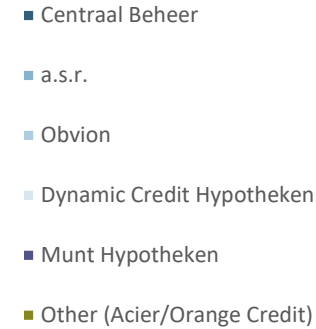 Centraal Beheer
a.s.r.
Obvion
Dynamic Credit Hypotheken
Munt Hypotheken
Other (Acier/Orange Credit)